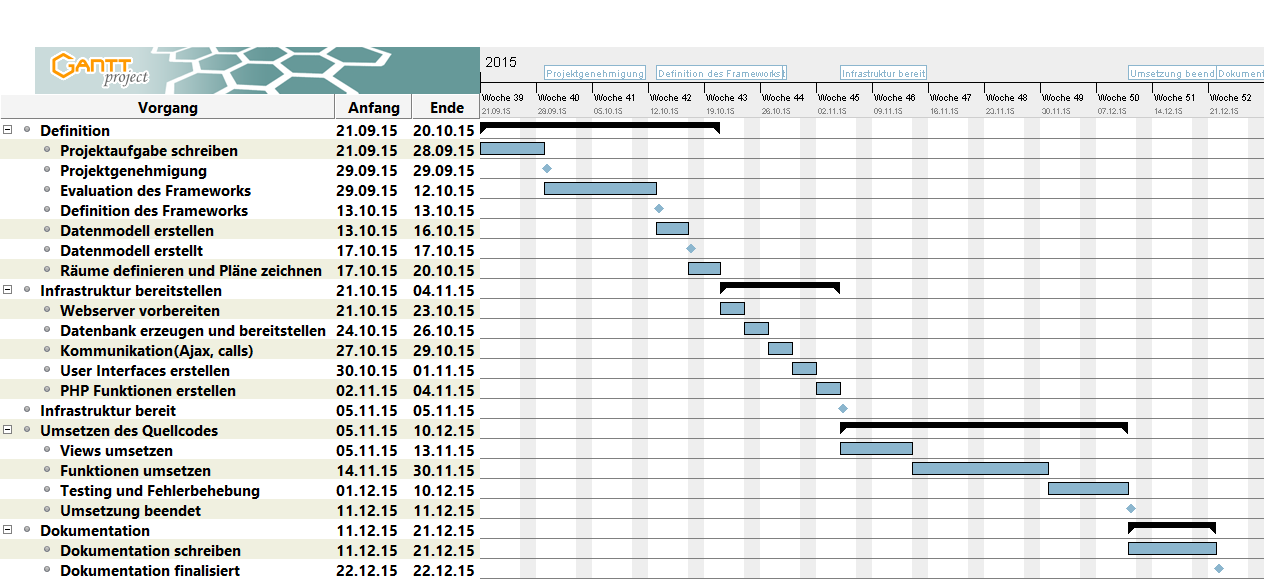 GANTT
project
2015
Projektgenehmigung Definition des Frameworkst Infrastruktur bereit Umsetzung beend Dokument
Woche 39 Woche 40 Woche 41 Woche 42 Woche 43 Woche 44 Woche 45 Woche 46 Woche 47 Woche 48 Woche 49 Woche 50 Woche 51 Woche 52
21.09.15 28.09.15 05.10.15 12.10.15 19.10.15 26.10.15 02.11.15 09.11.15 16.11.15 23.11.15 30.11.15 07.12.15 14.12.15 21.12.15
Vorgang Anfang Ende
Definition 21.09.15 20.10.15
Projektaufgabe schreiben 21.09.15 28.09.15
Projektgenehmigung 29.09.15 29.09.15
Evaluation des Frameworks 29.09.15 12.10.15
Definition des Frameworks 13.10.15 13.10.15
Datenmodell erstellen 13.10.15 16.10.15
Datenmodell erstellt 17.10.15 17.10.15
Räume definieren und Pläne zeichnen 17.10.15 20.10.15
Infrastruktur bereitstellen 21.10.15 04.11.15
Webserver vorbereiten 21.10.15 23.10.15
Datenbank erzeugen und bereitstellen 24.10.15 26.10.15
Kommunikation(Ajax, calls) 27.10.15 29.10.15
User Interfaces erstellen 30.10.15 01.11.15
PHP Funktionen erstellen 02.11.15 04.11.15
Infrastruktur bereit 05.11.15 05.11.15
Umsetzen des Quellcodes 05.11.15 10.12.15
Views umsetzen 05.11.15 13.11.15
Funktionen umsetzen 14.11.15 30.11.15
Testing und Fehlerbehebung 01.12.15 10.12.15
Umsetzung beendet 11.12.15 11.12.15
Dokumentation 11.12.15 21.12.15
Dokumentation schreiben 11.12.15 21.12.15
Dokumentation finalisiert 22.12.15 22.12.15